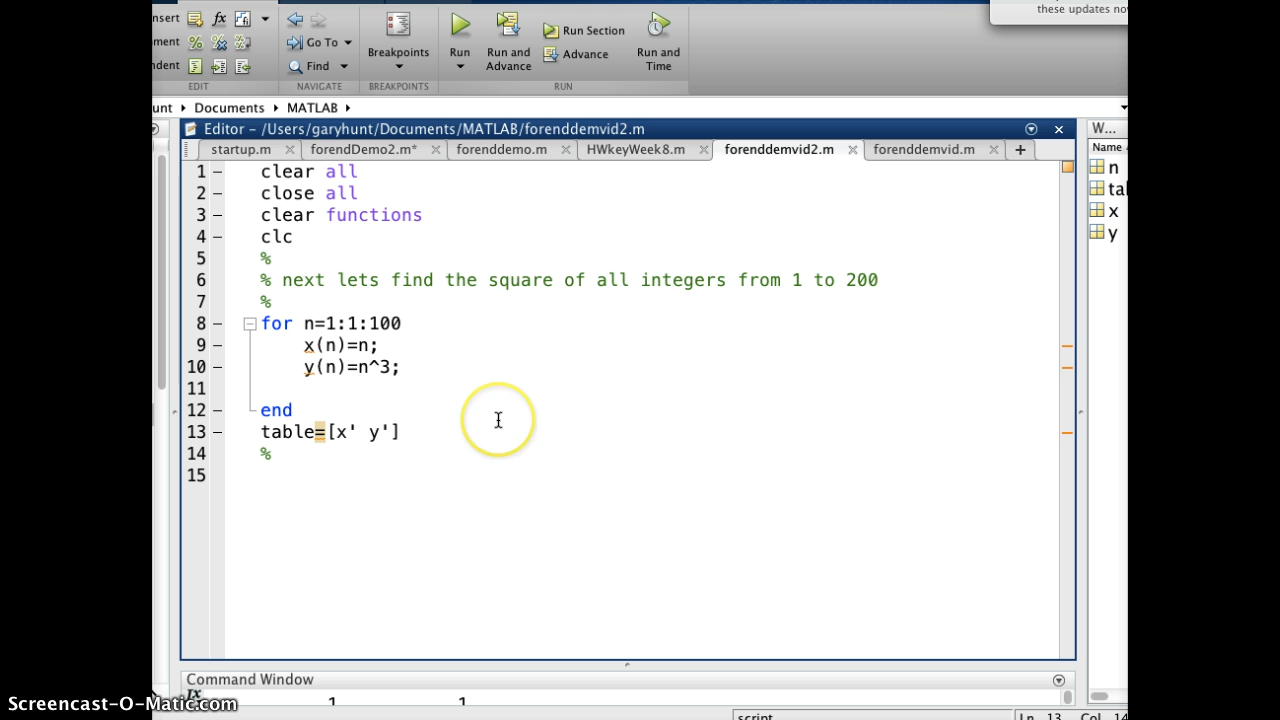 these updates now
nsert
ment
ndent
EDIT
Go To
Find
NAVIGATE
Breakpoints
BREAKPOINTS
Run
Run and Advance
Run Section
Advance
Run and Time
RUN
unt Documents MATLAB
Editor - /Users/garyhunt/Documents/MATLAB/forenddemvid2.m
startup.m forendDemo2.m* forenddemo.m HWkeyWeek8.m forenddemvid2.m forenddemvid.m +
1 - clear all
2 - close all
3 - clear functions
4 - clc
5 %
6 % next lets find the square of all integers from 1 to 200
7 %
8 - for n=1:1:100
9 - x(n)=n;
10 - y(n)=n^3;
11
12 - end
13 - table=[x' y']
14 %
15
W...
Name
n
tal
x
y
Command Window
fx 1 1
script Ln 13 Col 14
Screencast-O-Matic.com